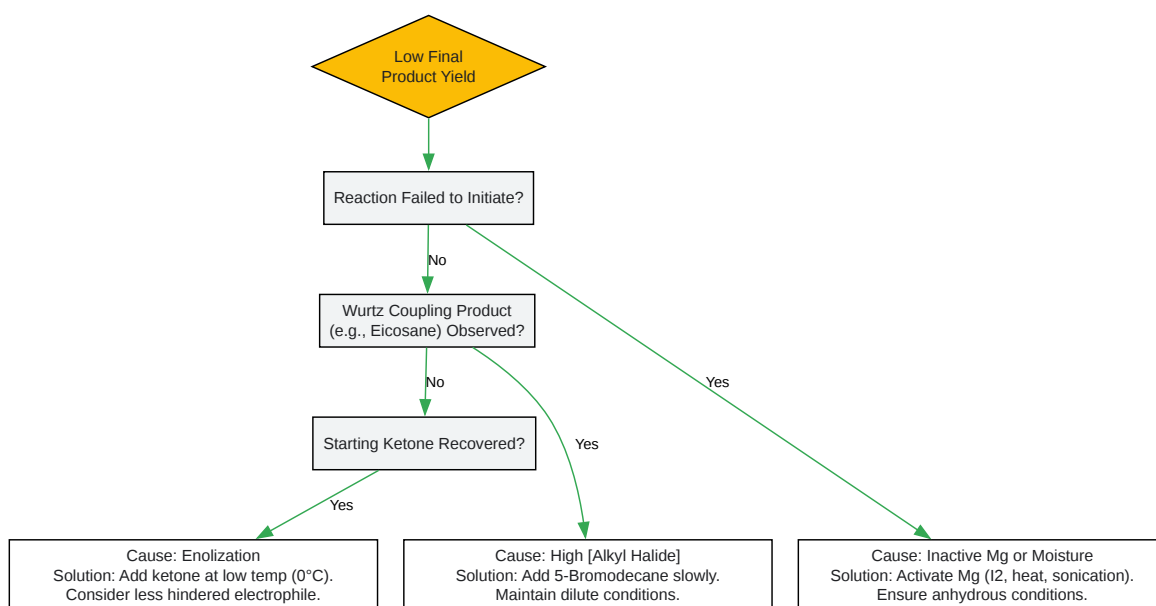 Low Final
Product Yield
Reaction Failed to Initiate?
No
Wurtz Coupling Product
(e.g., Eicosane) Observed?
No
Yes
Yes
Starting Ketone Recovered?
Yes
Cause: Enolization
Solution: Add ketone at low temp (0°C).
Consider less hindered electrophile.
Cause: High [Alkyl Halide]
Solution: Add 5-Bromodecane slowly.
Maintain dilute conditions.
Cause: Inactive Mg or Moisture
Solution: Activate Mg (I2, heat, sonication).
Ensure anhydrous conditions.